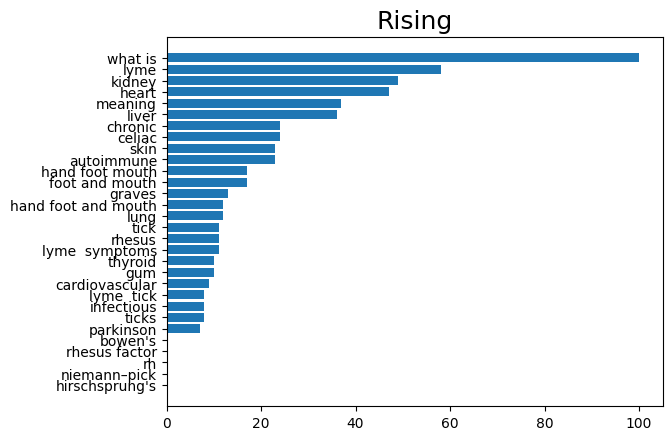 Rising
what is
lyme
kidney
heart
meaning
liver
chronic
celiac
skin
autoimmune
hand foot mouth
foot and mouth
graves
hand foot and mouth
lung
tick
rhesus
lyme  symptoms
thyroid
gum
cardiovascular
lyme  tick
infectious
ticks
parkinson
bowen's
rhesus factor
rh
niemann–pick
hirschsprung's
0 20 40 60 80 100